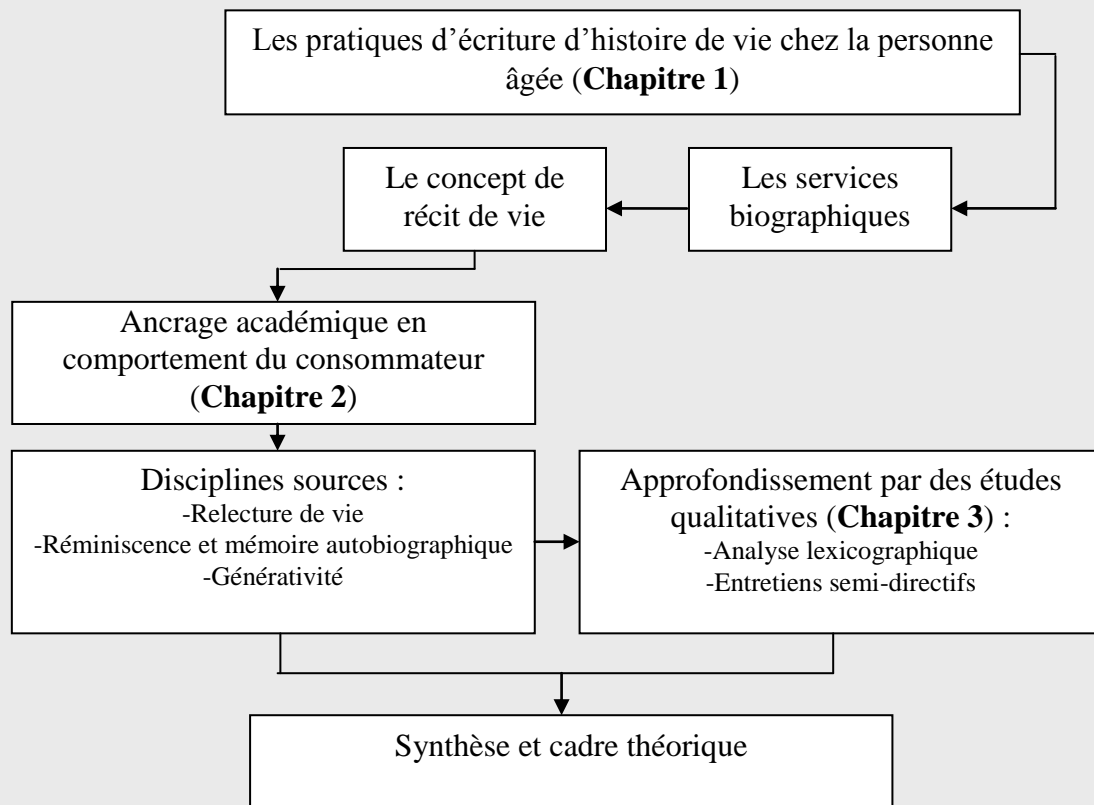 Les pratiques d’écriture d’histoire de vie chez la personne
âgée (Chapitre 1)
Le concept de
récit de vie
Les services
biographiques
Ancrage académique en
comportement du consommateur
(Chapitre 2)
Disciplines sources :
-Relecture de vie
-Réminiscence et mémoire autobiographique
-Générativité
Approfondissement par des études
qualitatives (Chapitre 3) :
-Analyse lexicographique
-Entretiens semi-directifs
Synthèse et cadre théorique